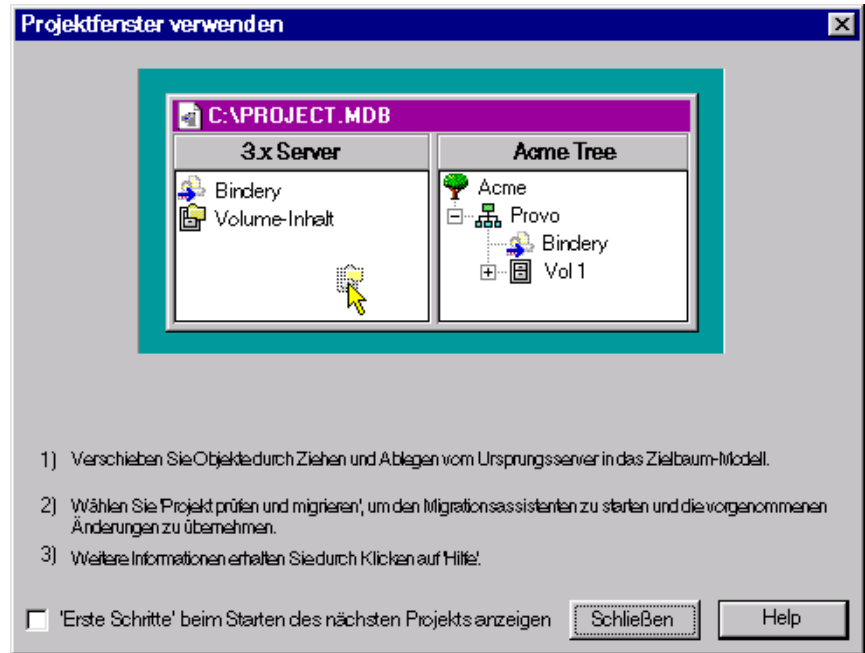 Projektfenster verwenden
C:\PROJECT.MDB
3.x Server
Acme Tree
Bindery
Volume-Inhalt
Acme
Provo
Bindery
Vol 1
1) Verschieben Sie Objekte durch Ziehen und Ablegen vom Ursprungsserver in das Zielbaum-Modell.
2) Wählen Sie 'Projekt prüfen und migrieren', um den Migrationsassistenten zu starten und die vorgenommenen
Änderungen zu übernehmen.
3) Weitere Informationen erhalten Sie durch Klicken auf 'Hilfe'.
'Erste Schritte' beim Starten des nächsten Projekts anzeigen
Schließen
Help